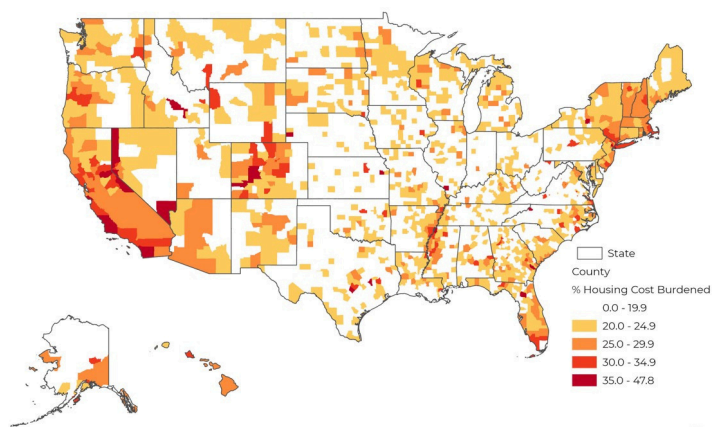 State
County
% Housing Cost Burdened
0.0 - 19.9
20.0 - 24.9
25.0 - 29.9
30.0 - 34.9
35.0 - 47.8